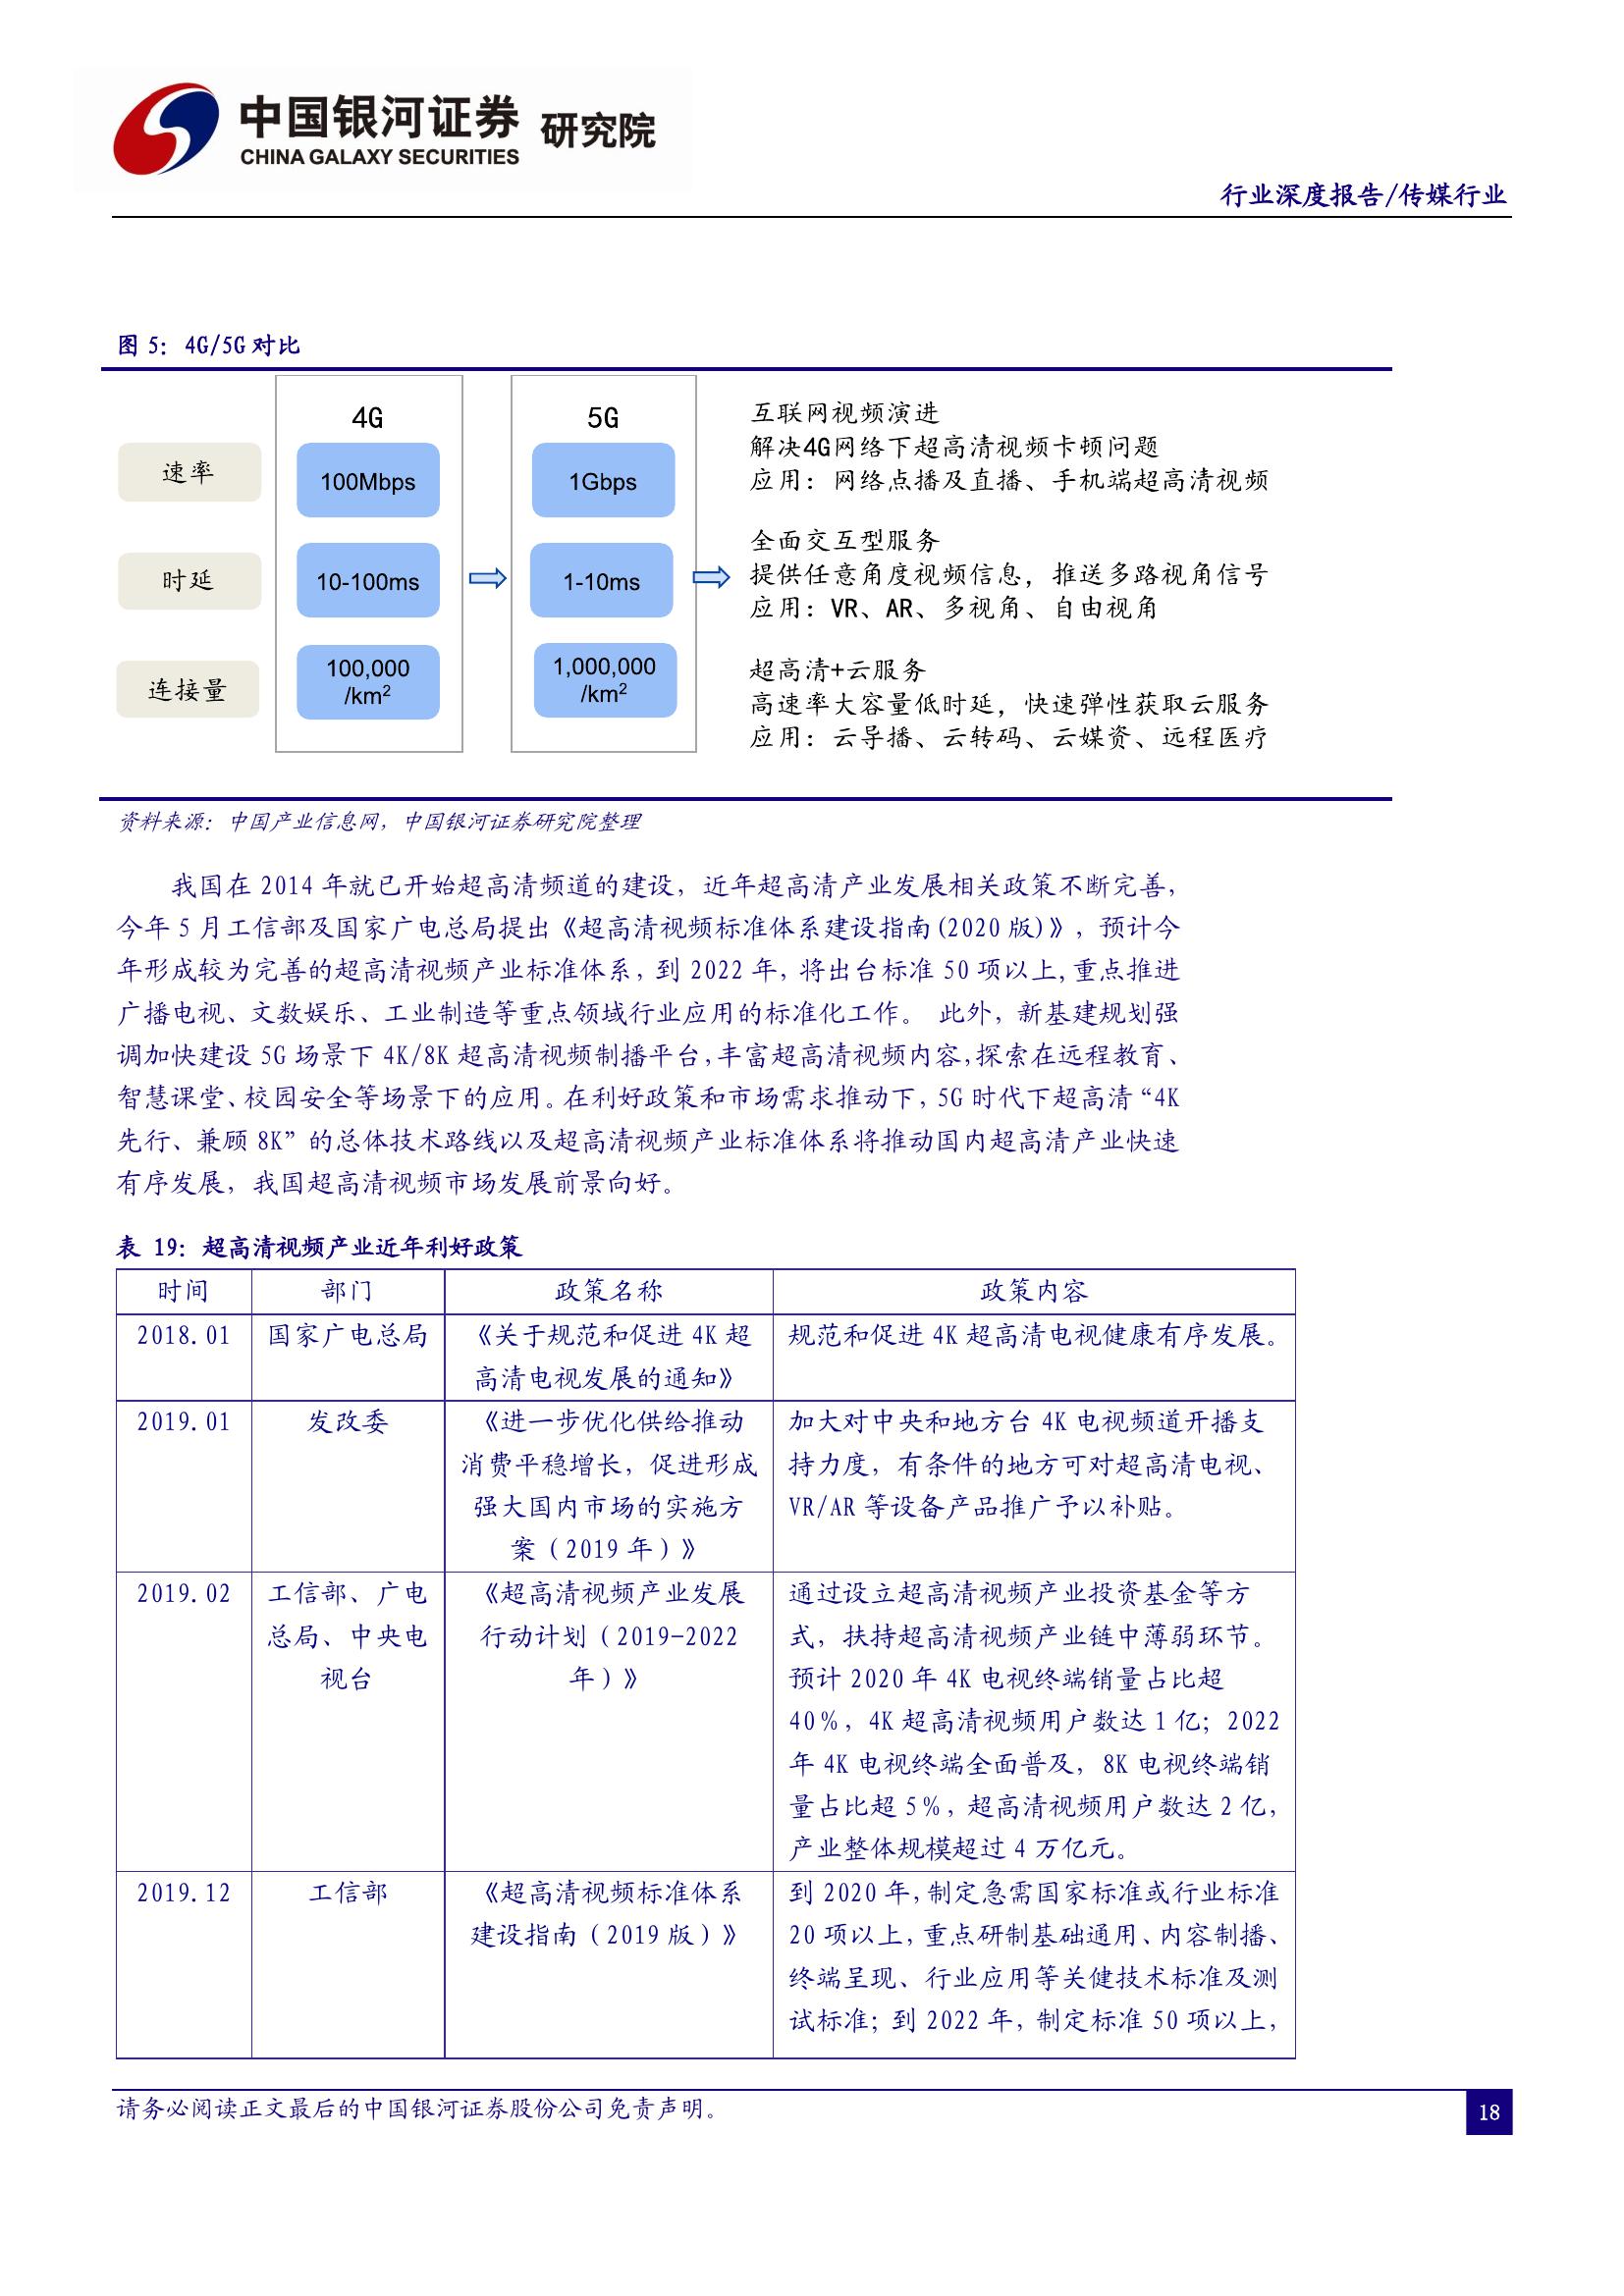 中国银河证券 研究院
CHINA GALAXY SECURITIES
行业深度报告/传媒行业
图 5：4G/5G 对比
4G
5G
速率
100Mbps
1Gbps
时延
10-100ms
1-10ms
连接量
100,000
/km²
1,000,000
/km²
互联网视频演进
解决4G网络下超高清视频卡顿问题
应用：网络点播及直播、手机端超高清视频
全面交互型服务
提供任意角度视频信息，推送多路视角信号
应用：VR、AR、多视角、自由视角
超高清+云服务
高速率大容量低时延，快速弹性获取云服务
应用：云导播、云转码、云媒资、远程医疗
资料来源：中国产业信息网，中国银河证券研究院整理
我国在 2014 年就已开始超高清频道的建设，近年超高清产业发展相关政策不断完善，
今年 5 月工信部及国家广电总局提出《超高清视频标准体系建设指南(2020 版)》，预计今
年形成较为完善的超高清视频产业标准体系，到 2022 年，将出台标准 50 项以上，重点推进
广播电视、文数娱乐、工业制造等重点领域行业应用的标准化工作。 此外，新基建规划强
调加快建设 5G 场景下 4K/8K 超高清视频制播平台，丰富超高清视频内容，探索在远程教育、
智慧课堂、校园安全等场景下的应用。在利好政策和市场需求推动下，5G 时代下超高清“4K
先行、兼顾 8K”的总体技术路线以及超高清视频产业标准体系将推动国内超高清产业快速
有序发展，我国超高清视频市场发展前景向好。
表 19：超高清视频产业近年利好政策
时间
部门
政策名称
政策内容
2018.01
国家广电总局
《关于规范和促进 4K 超
高清电视发展的通知》
规范和促进 4K 超高清电视健康有序发展。
2019.01
发改委
《进一步优化供给推动
消费平稳增长，促进形成
强大国内市场的实施方
案（2019 年）》
加大对中央和地方台 4K 电视频道开播支
持力度，有条件的地方可对超高清电视、
VR/AR 等设备产品推广予以补贴。
2019.02
工信部、广电
总局、中央电
视台
《超高清视频产业发展
行动计划（2019-2022
年）》
通过设立超高清视频产业投资基金等方
式，扶持超高清视频产业链中薄弱环节。
预计 2020 年 4K 电视终端销量占比超
40%，4K 超高清视频用户数达 1 亿；2022
年 4K 电视终端全面普及，8K 电视终端销
量占比超 5%，超高清视频用户数达 2 亿，
产业整体规模超过 4 万亿元。
2019.12
工信部
《超高清视频标准体系
建设指南（2019 版）》
到 2020 年，制定急需国家标准或行业标准
20 项以上，重点研制基础通用、内容制播、
终端呈现、行业应用等关健技术标准及测
试标准；到 2022 年，制定标准 50 项以上，
请务必阅读正文最后的中国银河证券股份公司免责声明。
18